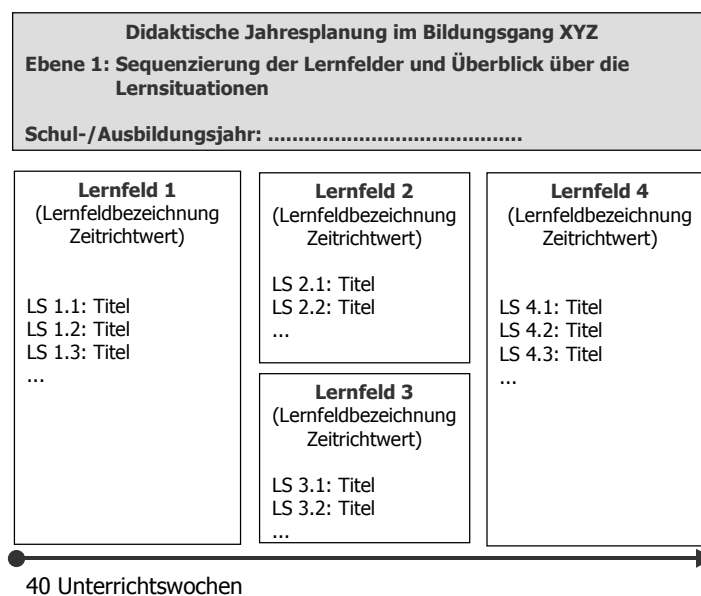 Didaktische Jahresplanung im Bildungsgang XYZ
Ebene 1: Sequenzierung der Lernfelder und Überblick über die
Lernsituationen
Schul-/Ausbildungsjahr: ..........................................
Lernfeld 1
(Lernfeldbezeichnung
Zeitrichtwert)
LS 1.1: Titel
LS 1.2: Titel
LS 1.3: Titel
...
Lernfeld 2
(Lernfeldbezeichnung
Zeitrichtwert)
LS 2.1: Titel
LS 2.2: Titel
...
Lernfeld 3
(Lernfeldbezeichnung
Zeitrichtwert)
LS 3.1: Titel
LS 3.2: Titel
...
Lernfeld 4
(Lernfeldbezeichnung
Zeitrichtwert)
LS 4.1: Titel
LS 4.2: Titel
LS 4.3: Titel
...
40 Unterrichtswochen